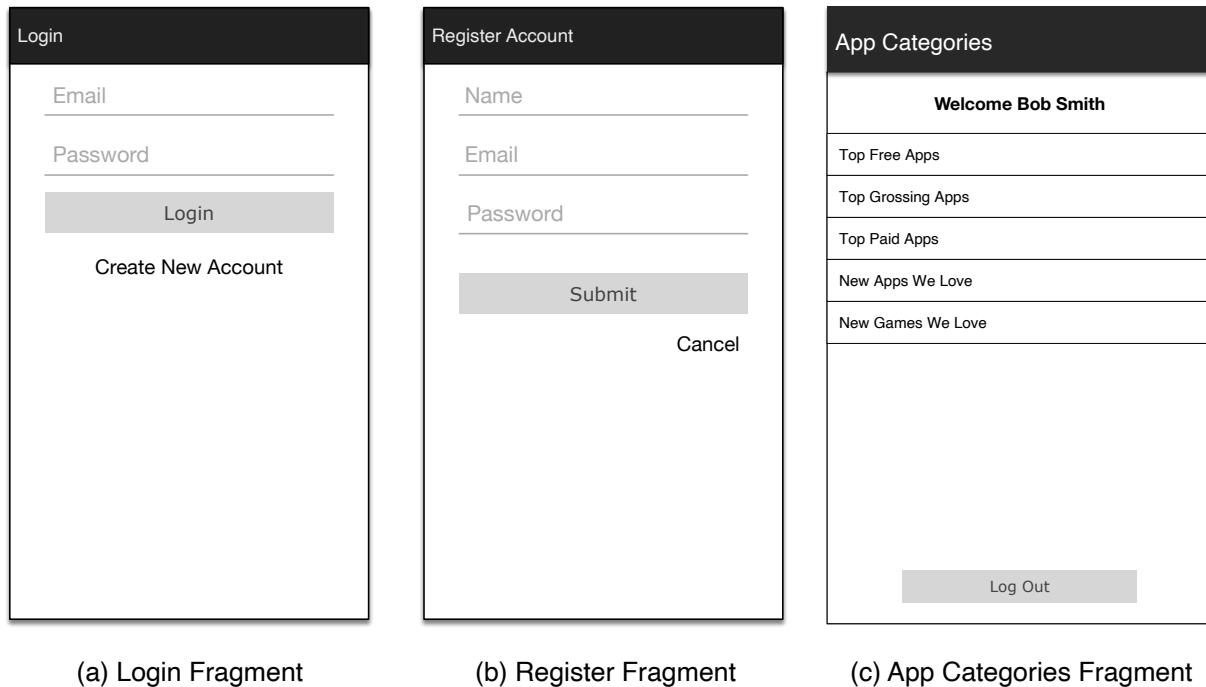 Login
Email
Password
Login
Create New Account
(a) Login Fragment
Register Account
Name
Email
Password
Submit
Cancel
(b) Register Fragment
App Categories
Welcome Bob Smith
Top Free Apps
Top Grossing Apps
Top Paid Apps
New Apps We Love
New Games We Love
Log Out
(c) App Categories Fragment